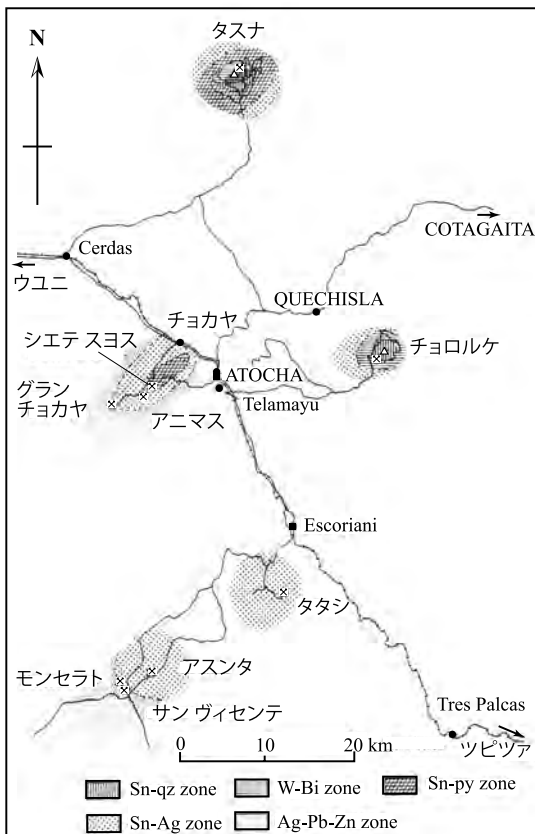 タスナ
N
COTAGAITA
Cerdas
ウユニ
QUECHISLA
チョカヤ
シエテ スヨス
チョロルケ
ATOCHA
グラン
チョカヤ
Telamayu
アニマス
Escoriani
タタシ
アスンタ
モンセラト
サン ヴィセンテ
Tres Palcas
ツピツァ
0 10 20 km
Sn-qz zone W-Bi zone Sn-py zone
Sn-Ag zone Ag-Pb-Zn zone